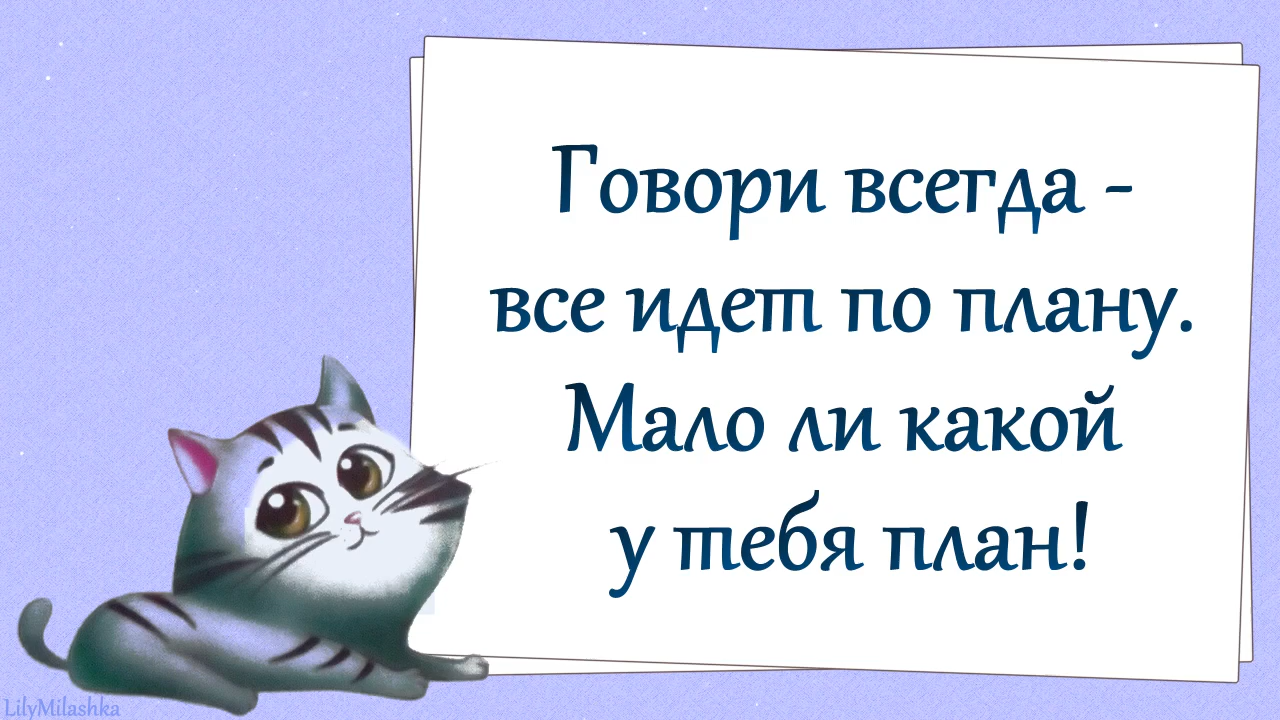 Говори всегда -
все идет по плану.
Мало ли какой
у тебя план!
LilyMilashka